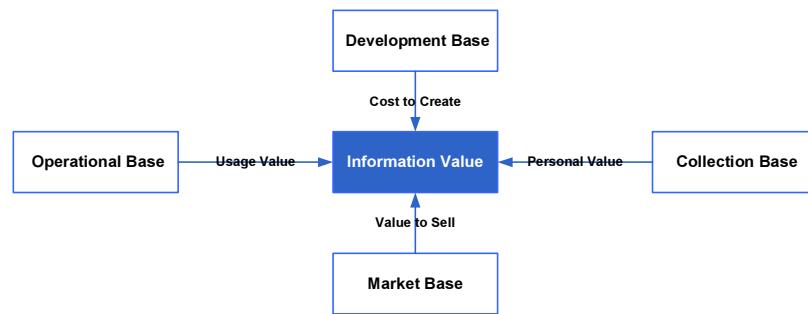 Development Base
Cost to Create
Operational Base
Usage Value
Information Value
Personal Value
Collection Base
Value to Sell
Market Base